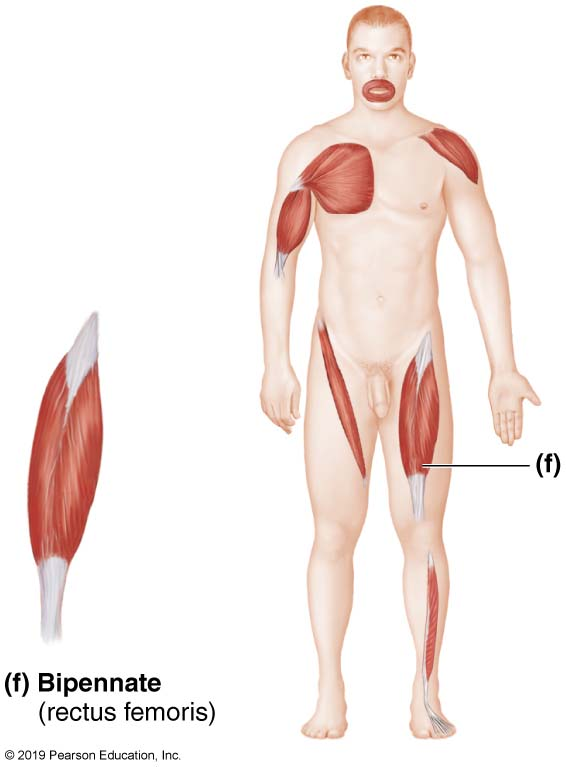 (f)
(f) Bipennate
(rectus femoris)
© 2019 Pearson Education, Inc.